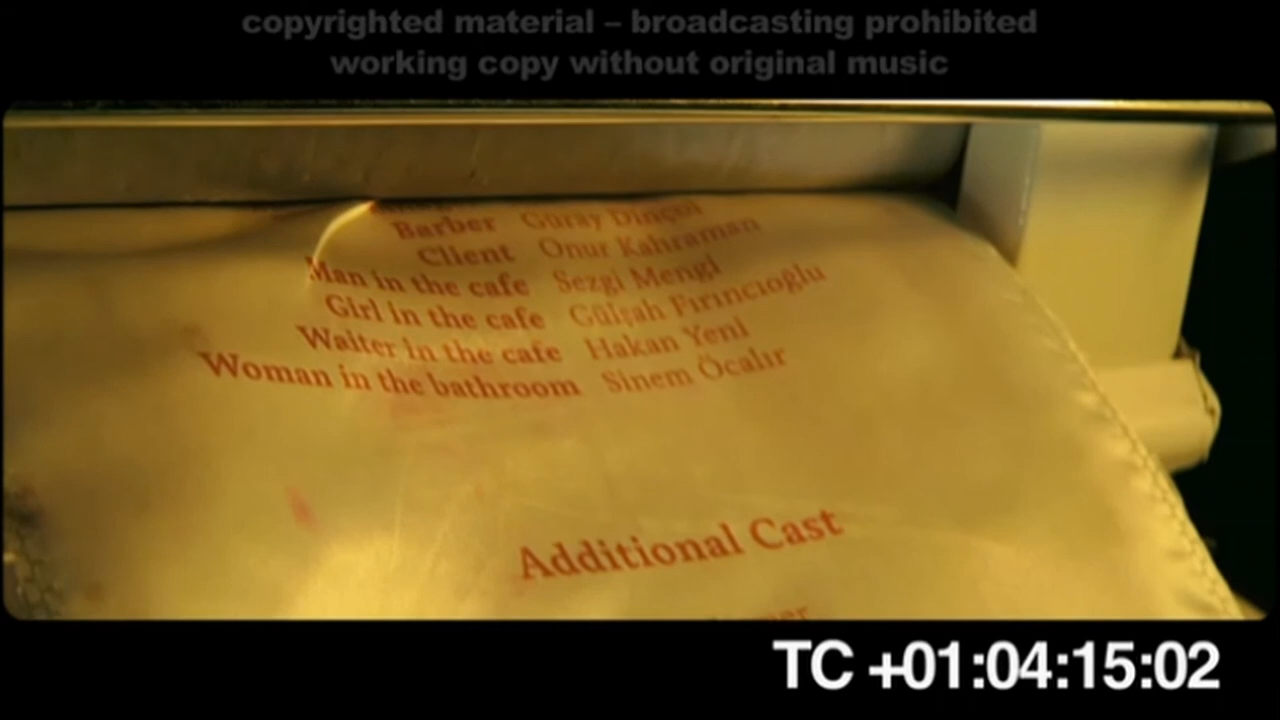 copyrighted material – broadcasting prohibited
working copy without original music
Barber Güray Dinçol
Client Onur Kahraman
Man in the cafe Sezgi Mengi
Girl in the cafe Gülşah Fırıncıoğlu
Waiter in the cafe Hakan Yeni
Woman in the bathroom Sinem Öcalır
Additional Cast
TC +01:04:15:02